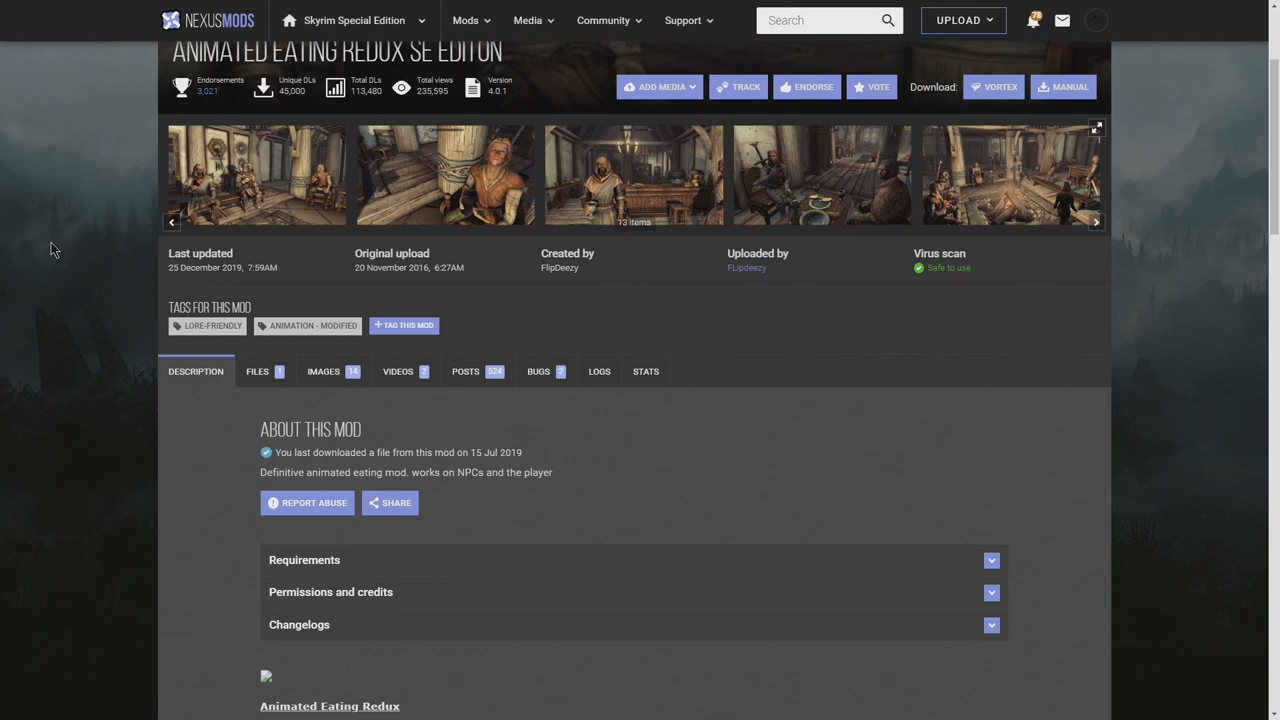 NEXUSMODS
Skyrim Special Edition
Mods
Media
Community
Support
Search
UPLOAD
78
ANIMATED EATING REDUX SE EDITON
Endorsements
3,021
Unique DLs
45,000
Total DLs
113,480
Total views
235,595
Version
4.0.1
ADD MEDIA
TRACK
ENDORSE
VOTE
Download:
VORTEX
MANUAL
13 items
Last updated
25 December 2019, 7:59AM
Original upload
20 November 2016, 6:27AM
Created by
FlipDeezy
Uploaded by
FLipdeezy
Virus scan
Safe to use
TAGS FOR THIS MOD
LORE-FRIENDLY
ANIMATION - MODIFIED
+ TAG THIS MOD
DESCRIPTION
FILES 1
IMAGES 14
VIDEOS 2
POSTS 524
BUGS 2
LOGS
STATS
ABOUT THIS MOD
You last downloaded a file from this mod on 15 Jul 2019
Definitive animated eating mod. works on NPCs and the player
REPORT ABUSE
SHARE
Requirements
Permissions and credits
Changelogs
Animated Eating Redux